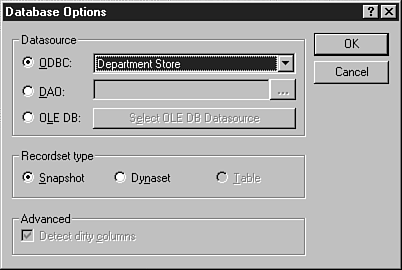 Database Options
Datasource
ODBC: Department Store
OK
DAO: ...
Cancel
OLE DB: Select OLE DB Datasource
Recordset type
Snapshot Dynaset Table
Advanced
Detect dirty columns